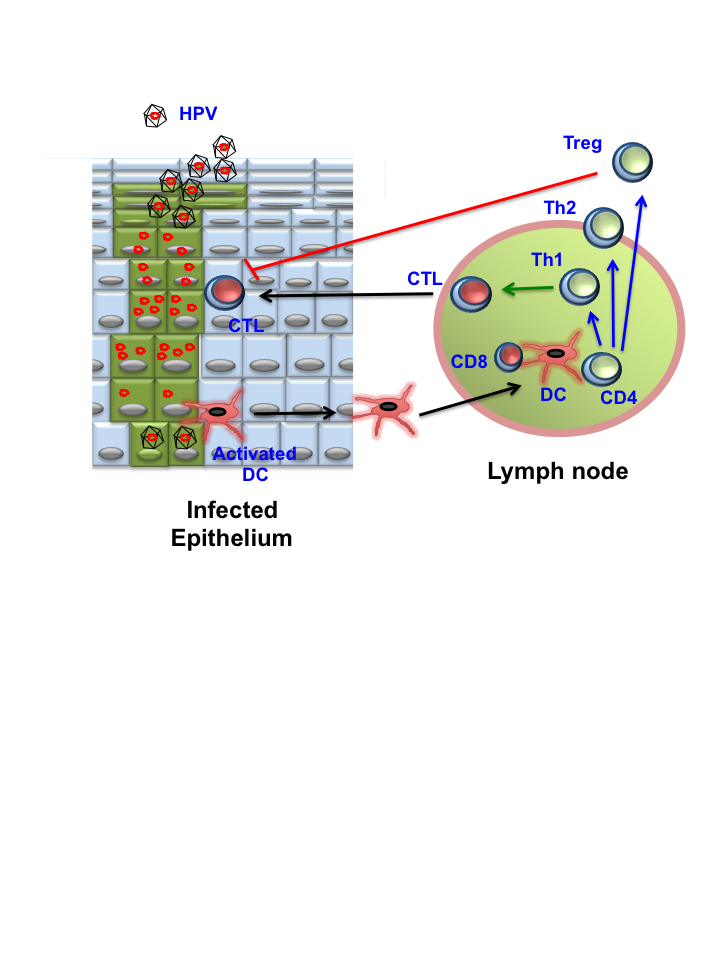 HPV
Treg
Th2
Th1
CTL
CTL
CD8
DC
CD4
Activated
DC
Lymph node
Infected
Epithelium